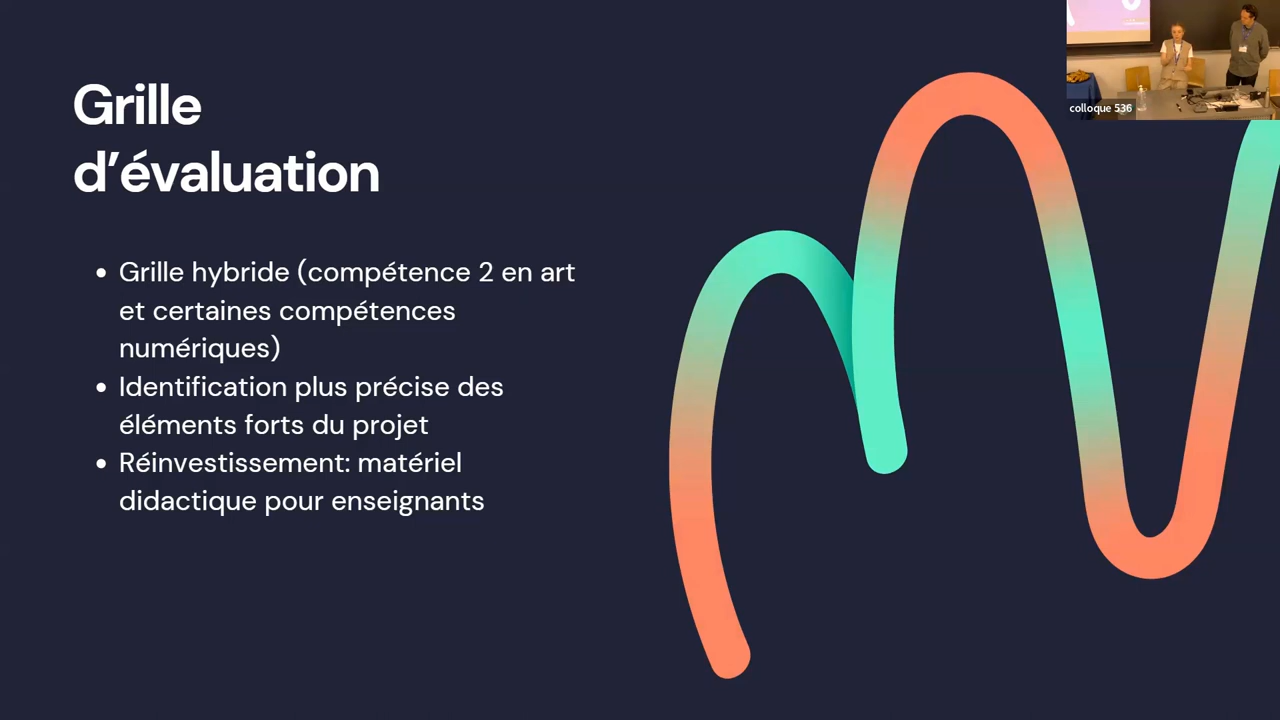 Grille
d’évaluation
• Grille hybride (compétence 2 en art
et certaines compétences
numériques)
• Identification plus précise des
éléments forts du projet
• Réinvestissement: matériel
didactique pour enseignants
colloque 536